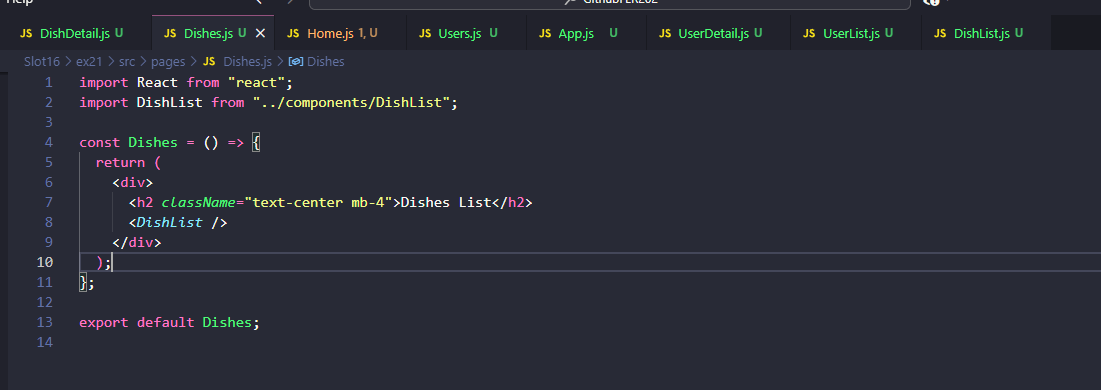 Help
JS DishDetail.js U JS Dishes.js U × JS Home.js 1, U JS Users.js U JS App.js U JS UserDetail.js U JS UserList.js U JS DishList.js U
Slot16 > ex21 > src > pages > JS Dishes.js > Dishes
1 import React from "react";
2 import DishList from "../components/DishList";
3
4 const Dishes = () => {
5 return (
6 <div>
7 <h2 className="text-center mb-4">Dishes List</h2>
8 <DishList />
9 </div>
10 );
11 };
12
13 export default Dishes;
14